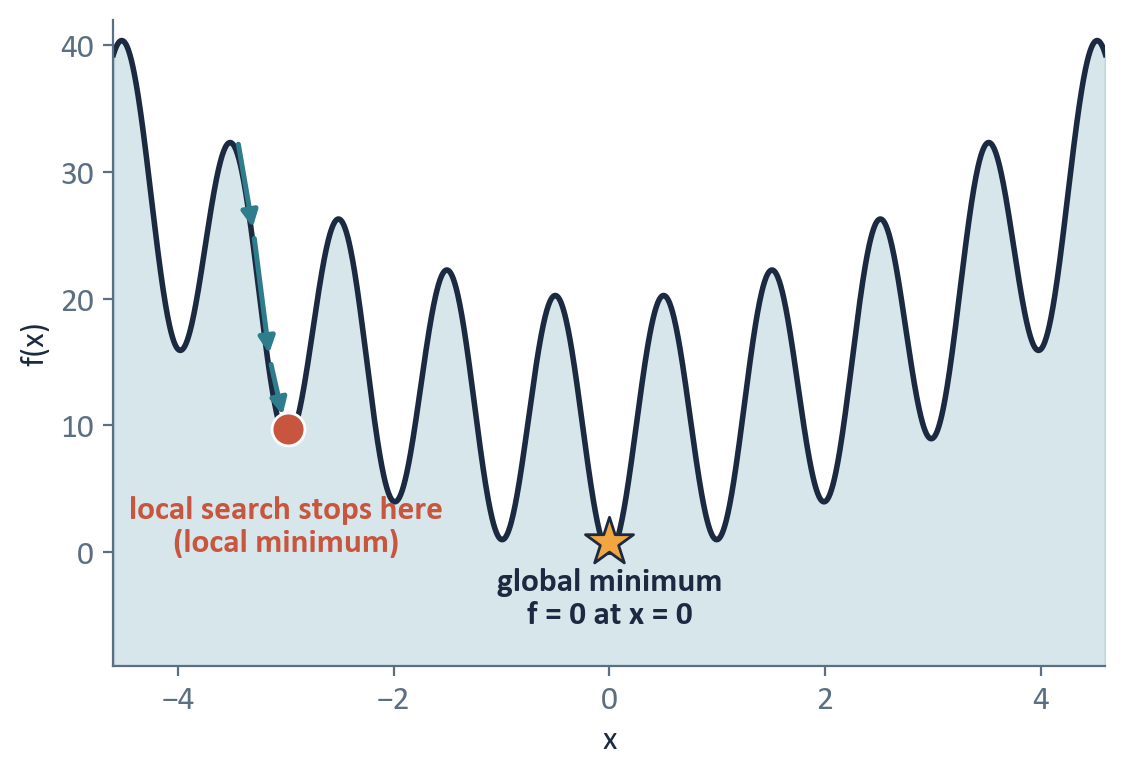 40
30
20
10
0
f(x)
local search stops here
(local minimum)
global minimum
f = 0 at x = 0
−4
−2
0
2
4
x